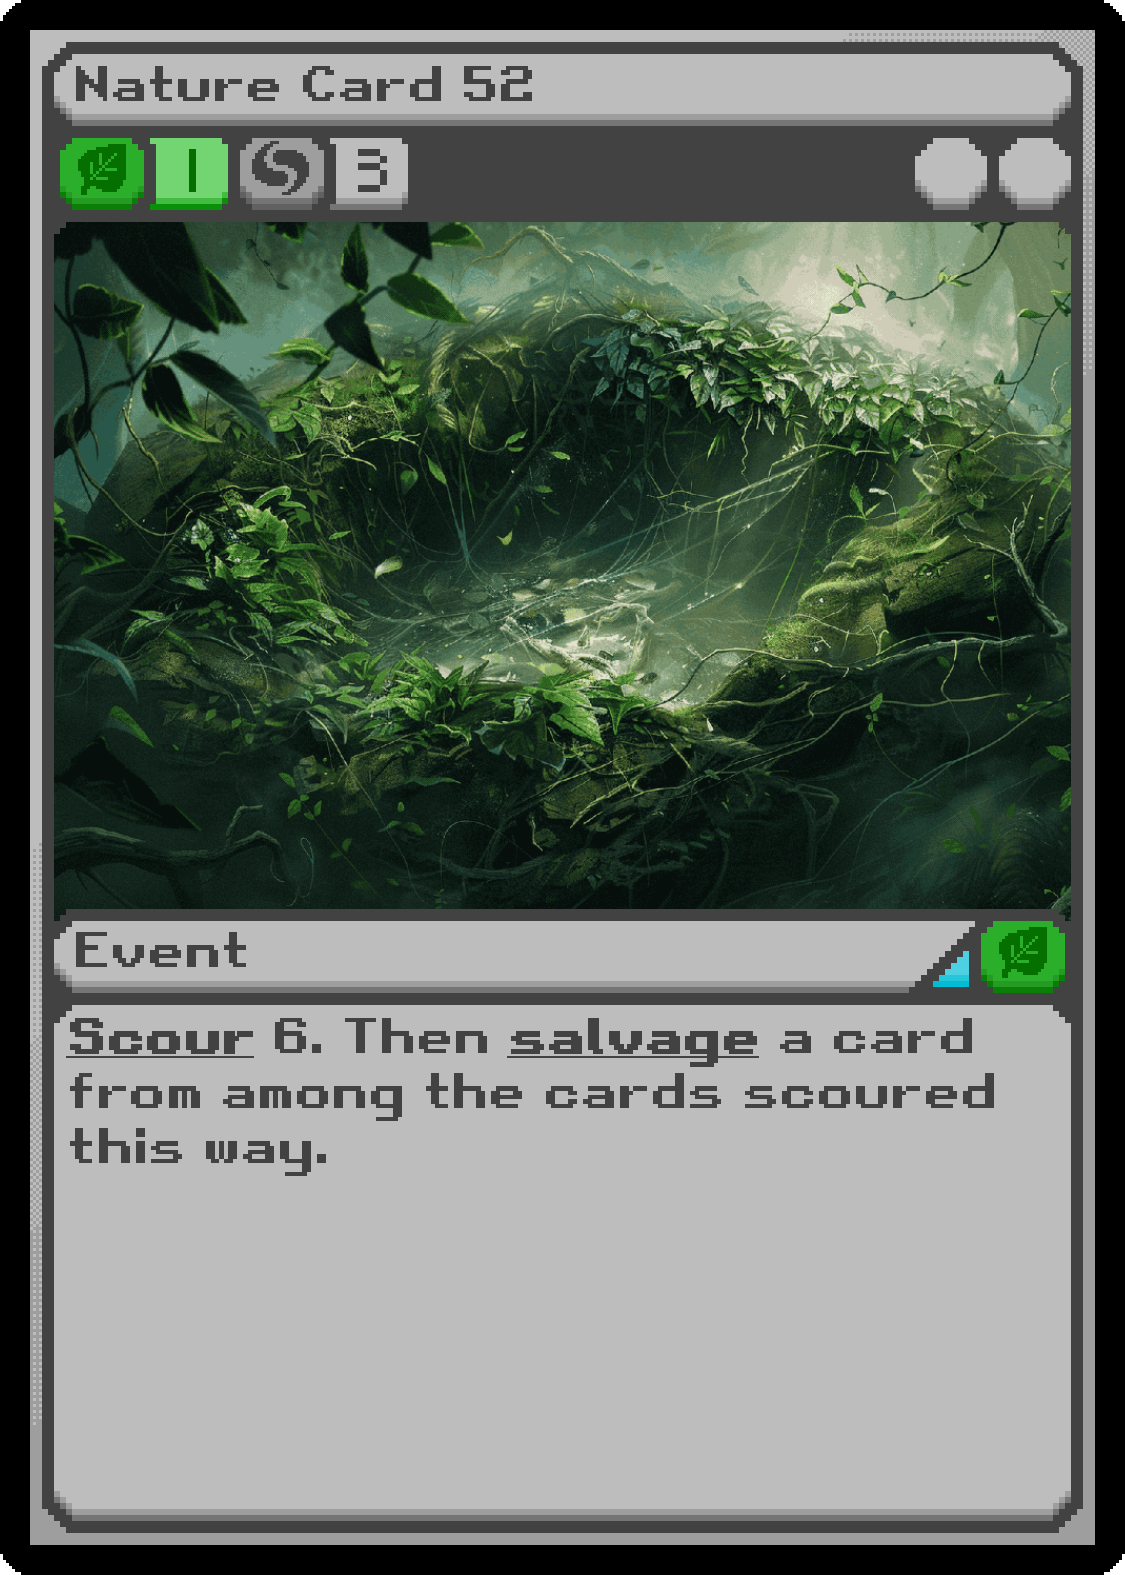 Nature Card 52
1 3
Event
Scour 6. Then salvage a card
from among the cards scoured
this way.